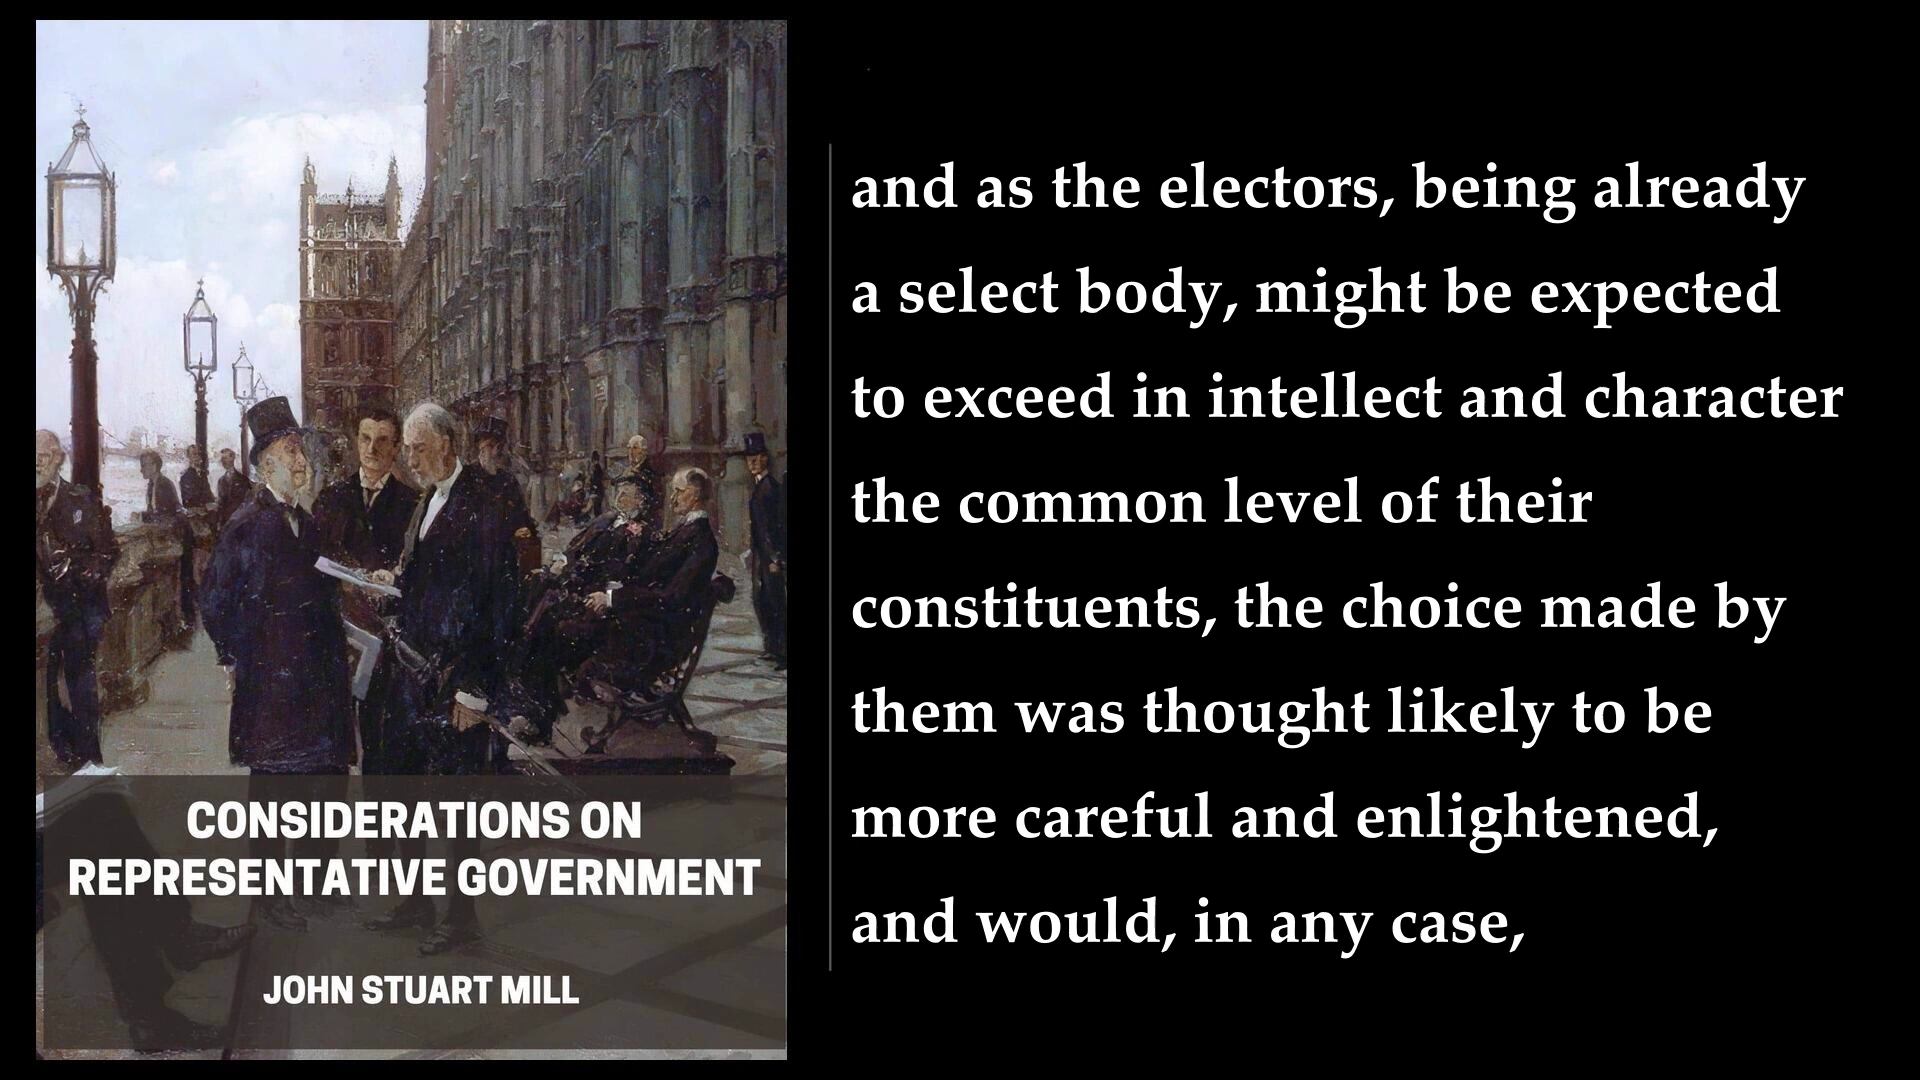 CONSIDERATIONS ON
REPRESENTATIVE GOVERNMENT
JOHN STUART MILL
and as the electors, being already
a select body, might be expected
to exceed in intellect and character
the common level of their
constituents, the choice made by
them was thought likely to be
more careful and enlightened,
and would, in any case,